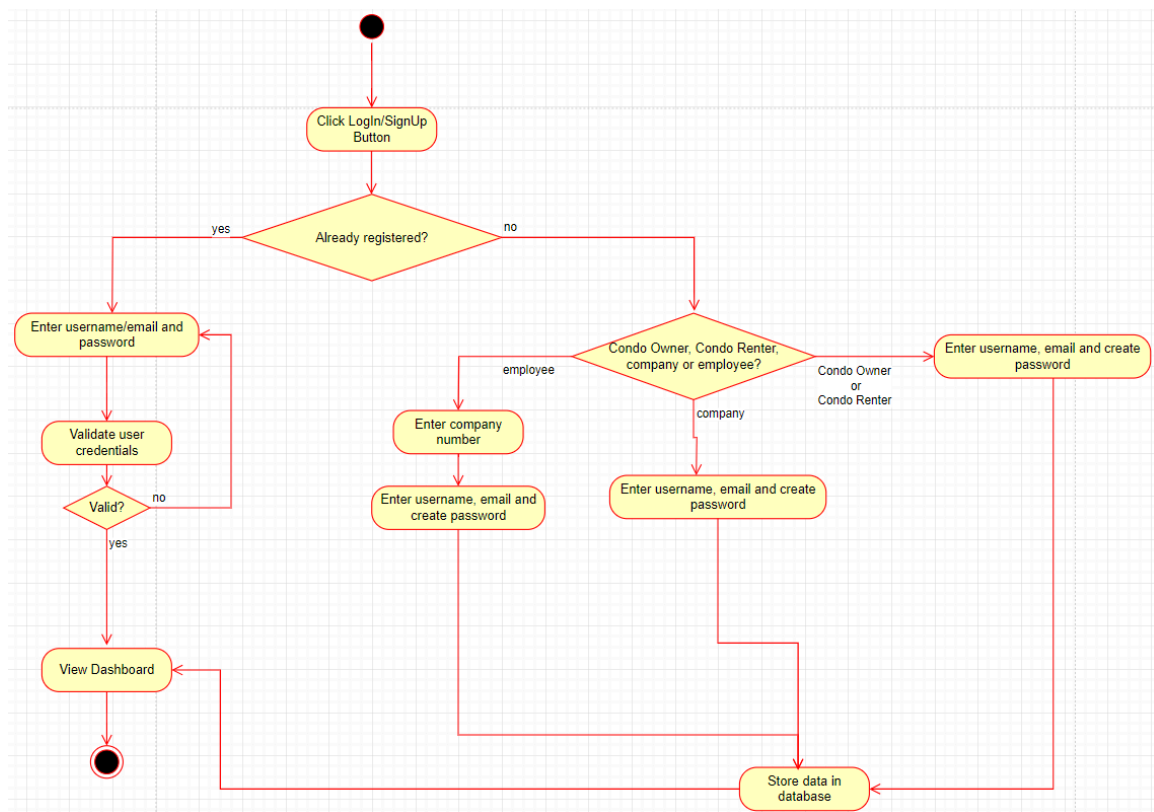 Click LogIn/SignUp
Button
yes
Already registered?
no
Enter username/email and
password
Condo Owner, Condo Renter,
company or employee?
Enter username, email and create
password
employee
Condo Owner
or
Condo Renter
company
Enter company
number
Validate user
credentials
Enter username, email and create
password
Enter username, email and
create password
Valid?
no
yes
View Dashboard
Store data in
database